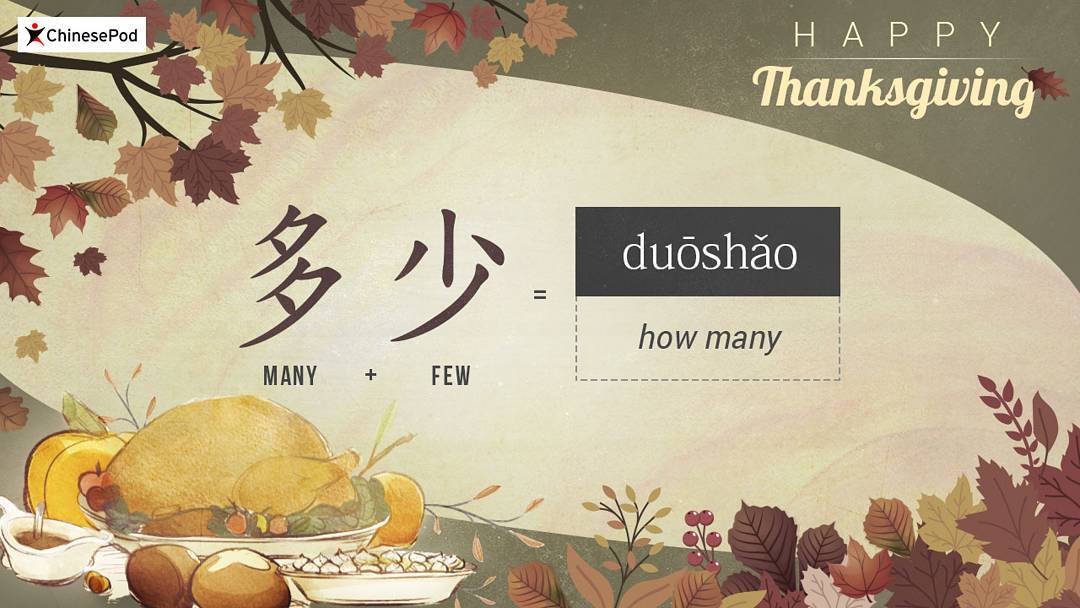 ChinesePod
HAPPY
Thanksgiving
多少 = duōshǎo
how many
MANY + FEW